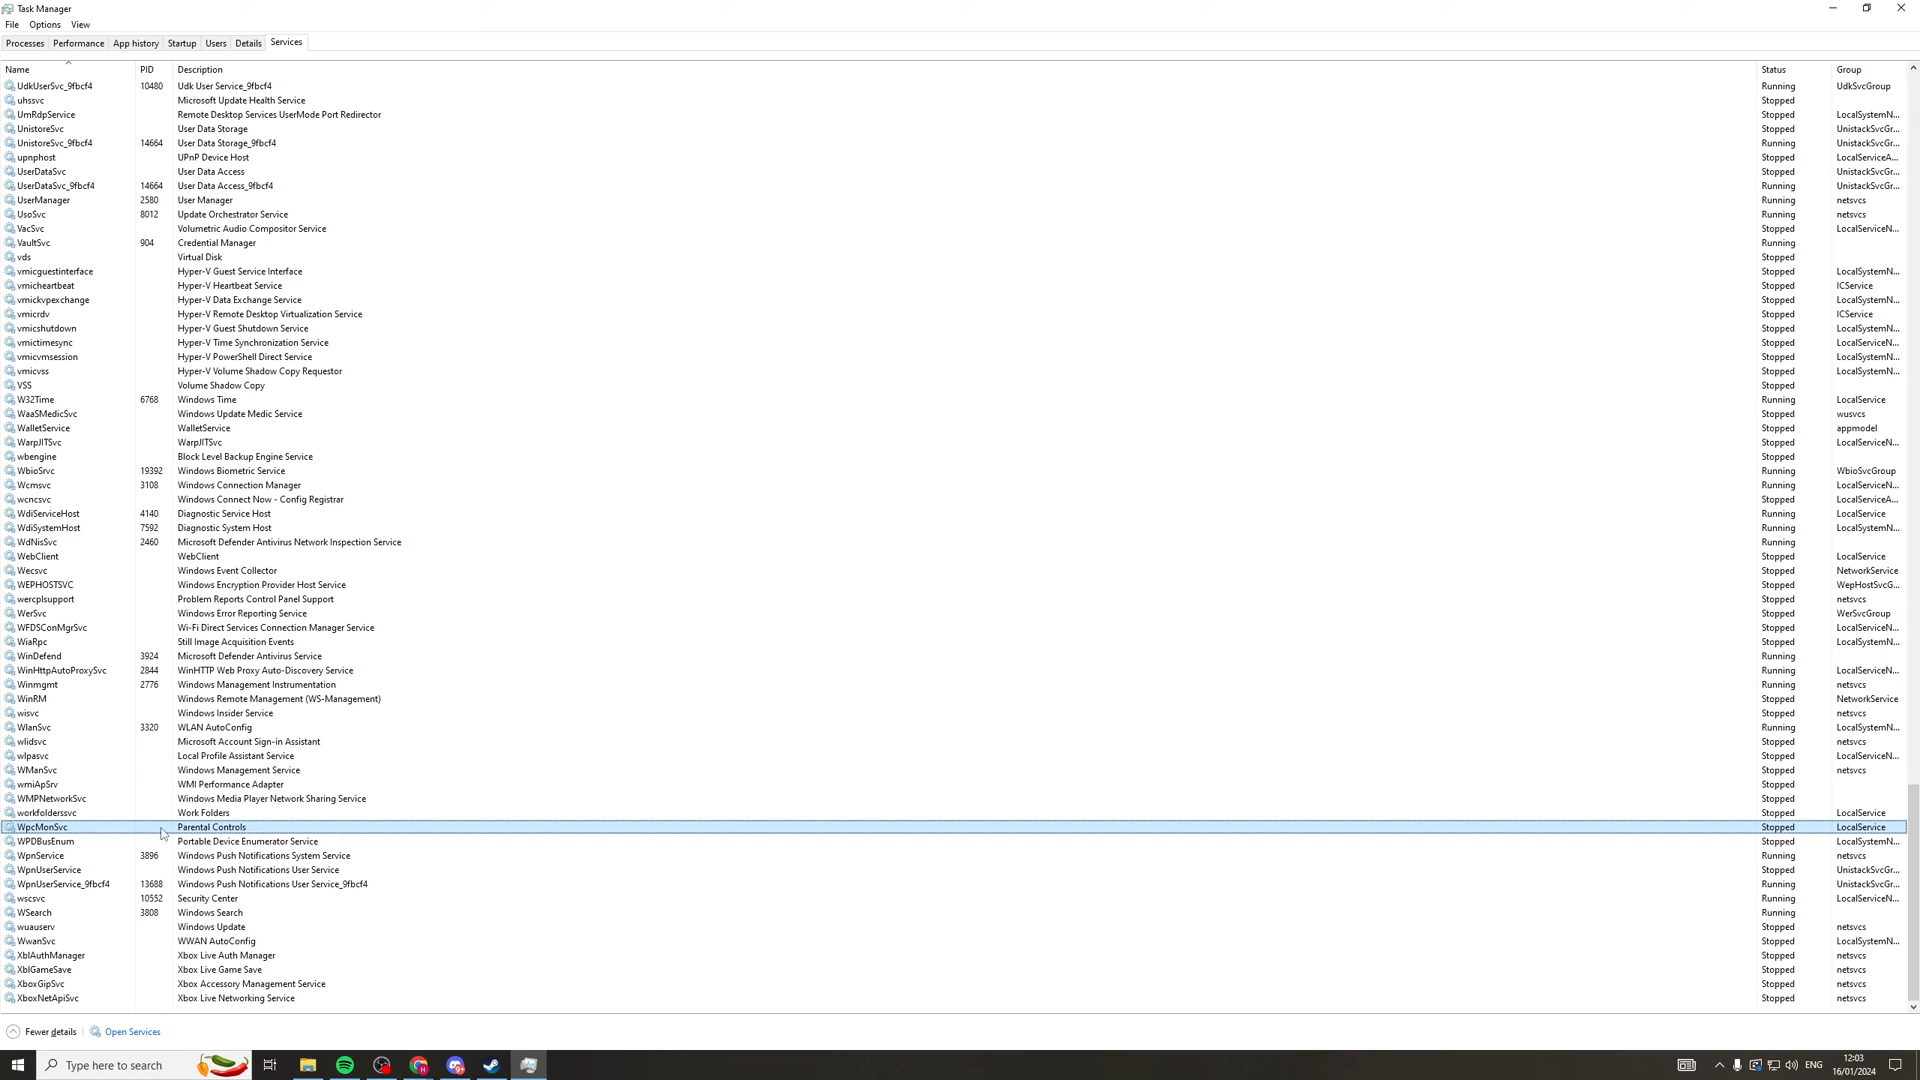 Task Manager
File Options View
Processes Performance App history Startup Users Details Services
Name PID Description Status Group
UdkUserSvc_9fbcf4 10480 Udk User Service_9fbcf4 Running UdkSvcGroup
uhssvc Microsoft Update Health Service Stopped
UmRdpService Remote Desktop Services UserMode Port Redirector Stopped LocalSystemN...
UnistoreSvc User Data Storage Stopped UnistackSvcGr...
UnistoreSvc_9fbcf4 14664 User Data Storage_9fbcf4 Running UnistackSvcGr...
upnphost UPnP Device Host Stopped LocalServiceA...
UserDataSvc User Data Access Stopped UnistackSvcGr...
UserDataSvc_9fbcf4 14664 User Data Access_9fbcf4 Running UnistackSvcGr...
UserManager 2580 User Manager Running netsvcs
UsoSvc 8012 Update Orchestrator Service Running netsvcs
VacSvc Volumetric Audio Compositor Service Stopped LocalServiceN...
VaultSvc 904 Credential Manager Running
vds Virtual Disk Stopped
vmicguestinterface Hyper-V Guest Service Interface Stopped LocalSystemN...
vmicheartbeat Hyper-V Heartbeat Service Stopped ICService
vmickvpexchange Hyper-V Data Exchange Service Stopped LocalSystemN...
vmicrdv Hyper-V Remote Desktop Virtualization Service Stopped ICService
vmicshutdown Hyper-V Guest Shutdown Service Stopped LocalSystemN...
vmictimesync Hyper-V Time Synchronization Service Stopped LocalServiceN...
vmicvmsession Hyper-V PowerShell Direct Service Stopped LocalSystemN...
vmicvss Hyper-V Volume Shadow Copy Requestor Stopped LocalSystemN...
VSS Volume Shadow Copy Stopped
W32Time 6768 Windows Time Running LocalService
WaaSMedicSvc Windows Update Medic Service Stopped wusvcs
WalletService WalletService Stopped appmodel
WarpJITSvc WarpJITSvc Stopped LocalServiceN...
wbengine Block Level Backup Engine Service Stopped
WbioSrvc 19392 Windows Biometric Service Running WbioSvcGroup
Wcmsvc 3108 Windows Connection Manager Running LocalServiceN...
wcncsvc Windows Connect Now - Config Registrar Stopped LocalServiceA...
WdiServiceHost 4140 Diagnostic Service Host Running LocalService
WdiSystemHost 7592 Diagnostic System Host Running LocalSystemN...
WdNisSvc 2460 Microsoft Defender Antivirus Network Inspection Service Running
WebClient WebClient Stopped LocalService
Wecsvc Windows Event Collector Stopped NetworkService
WEPHOSTSVC Windows Encryption Provider Host Service Stopped WepHostSvcG...
wercplsupport Problem Reports Control Panel Support Stopped netsvcs
WerSvc Windows Error Reporting Service Stopped WerSvcGroup
WFDSConMgrSvc Wi-Fi Direct Services Connection Manager Service Stopped LocalServiceN...
WiaRpc Still Image Acquisition Events Stopped LocalSystemN...
WinDefend 3924 Microsoft Defender Antivirus Service Running
WinHttpAutoProxySvc 2844 WinHTTP Web Proxy Auto-Discovery Service Running LocalServiceN...
Winmgmt 2776 Windows Management Instrumentation Running netsvcs
WinRM Windows Remote Management (WS-Management) Stopped NetworkService
wisvc Windows Insider Service Stopped netsvcs
WlanSvc 3320 WLAN AutoConfig Running LocalSystemN...
wlidsvc Microsoft Account Sign-in Assistant Stopped netsvcs
wlpasvc Local Profile Assistant Service Stopped LocalServiceN...
WManSvc Windows Management Service Stopped netsvcs
wmiApSrv WMI Performance Adapter Stopped
WMPNetworkSvc Windows Media Player Network Sharing Service Stopped
workfolderssvc Work Folders Stopped LocalService
WpcMonSvc Parental Controls Stopped LocalService
WPDBusEnum Portable Device Enumerator Service Stopped LocalSystemN...
WpnService 3896 Windows Push Notifications System Service Running netsvcs
WpnUserService Windows Push Notifications User Service Stopped UnistackSvcGr...
WpnUserService_9fbcf4 13688 Windows Push Notifications User Service_9fbcf4 Running UnistackSvcGr...
wscsvc 10552 Security Center Running LocalServiceN...
WSearch 3808 Windows Search Running
wuauserv Windows Update Stopped netsvcs
WwanSvc WWAN AutoConfig Stopped LocalSystemN...
XblAuthManager Xbox Live Auth Manager Stopped netsvcs
XblGameSave Xbox Live Game Save Stopped netsvcs
XboxGipSvc Xbox Accessory Management Service Stopped netsvcs
XboxNetApiSvc Xbox Live Networking Service Stopped netsvcs
Fewer details Open Services
Type here to search ENG 12:03
16/01/2024